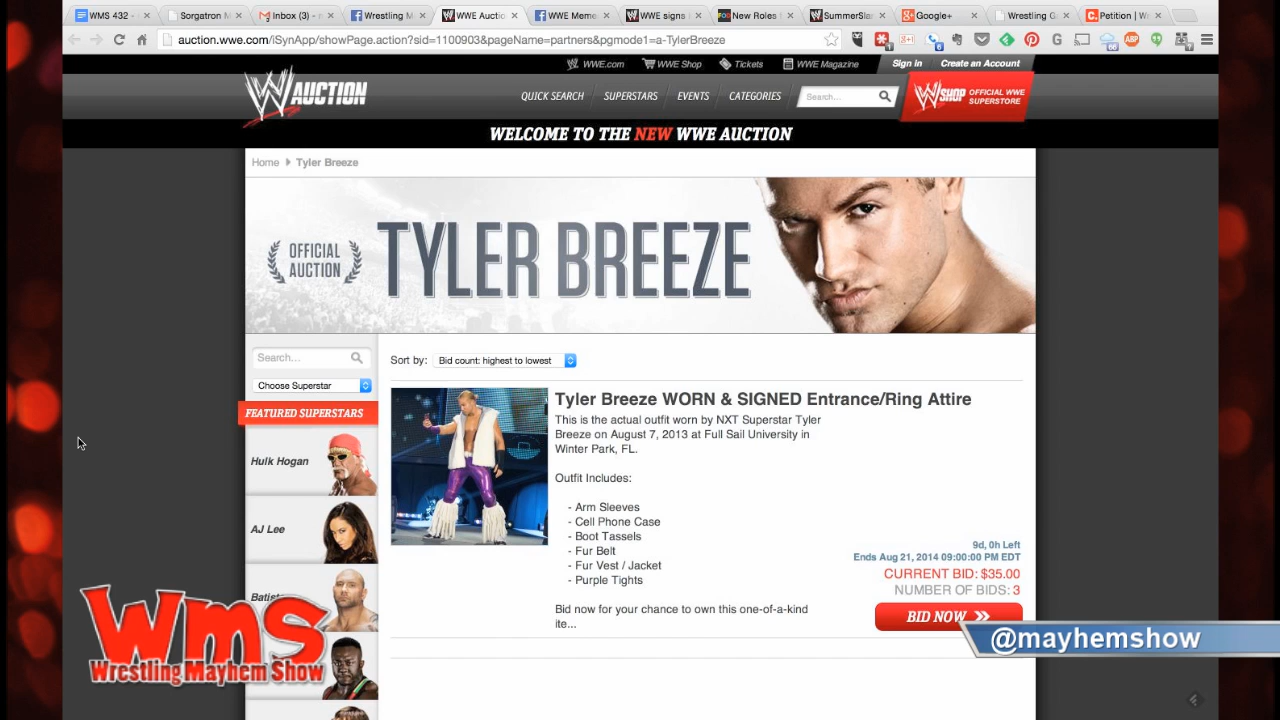 WMS 432 -
Sorgatron M
Inbox (3) -
Wrestling M
WWE Auctio
WWE Meme
WWE signs
New Roles
SummerSla
Google+
Wrestling G
Petition | W
auction.wwe.com/iSynApp/showPage.action?sid=1100903&pageName=partners&pgmode1=a-TylerBreeze
WWE.com
WWE Shop
Tickets
WWE Magazine
Sign in
Create an Account
AUCTION
QUICK SEARCH
SUPERSTARS
EVENTS
CATEGORIES
Search...
SHOP
OFFICIAL WWE
SUPERSTORE
WELCOME TO THE NEW WWE AUCTION
Home
Tyler Breeze
OFFICIAL
AUCTION
TYLER BREEZE
Search...
Choose Superstar
FEATURED SUPERSTARS
Hulk Hogan
AJ Lee
Batis
Sort by: Bid count: highest to lowest
Tyler Breeze WORN & SIGNED Entrance/Ring Attire
This is the actual outfit worn by NXT Superstar Tyler
Breeze on August 7, 2013 at Full Sail University in
Winter Park, FL.
Outfit Includes:
- Arm Sleeves
- Cell Phone Case
- Boot Tassels
- Fur Belt
- Fur Vest / Jacket
- Purple Tights
Bid now for your chance to own this one-of-a-kind
ite...
9d, 0h Left
Ends Aug 21, 2014 09:00:00 PM EDT
CURRENT BID: $35.00
NUMBER OF BIDS: 3
BID NOW
wms
Wrestling Mayhem Show
@mayhemshow